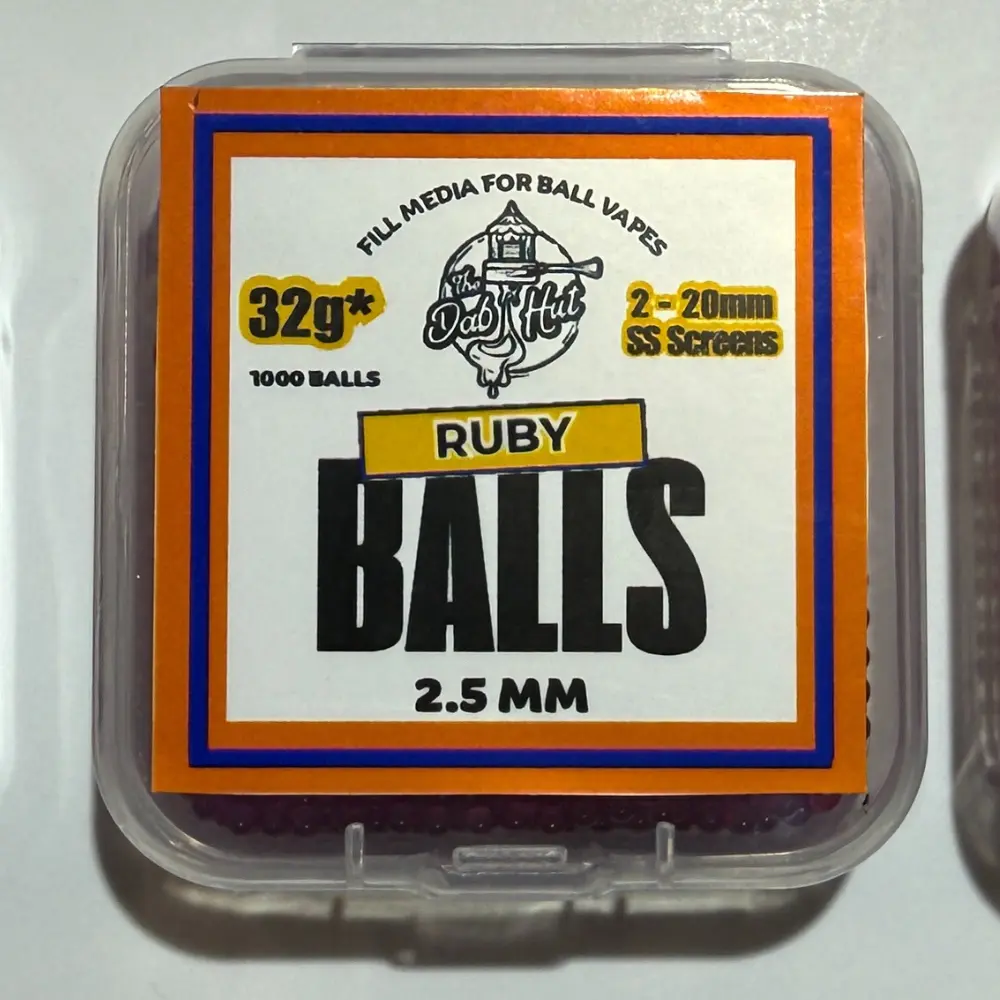 FILL MEDIA FOR BALL VAPES
The
Dab Hut
32g*
1000 BALLS
2 - 20mm
SS Screens
RUBY
BALLS
2.5 MM